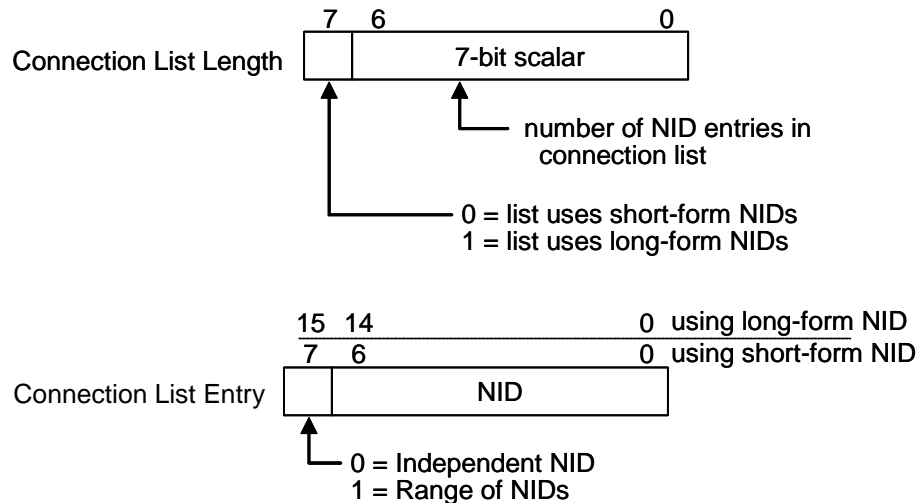 7 6 0
Connection List Length 7-bit scalar
number of NID entries in
connection list
0 = list uses short-form NIDs
1 = list uses long-form NIDs
15 14 0 using long-form NID
7 6 0 using short-form NID
Connection List Entry NID
0 = Independent NID
1 = Range of NIDs